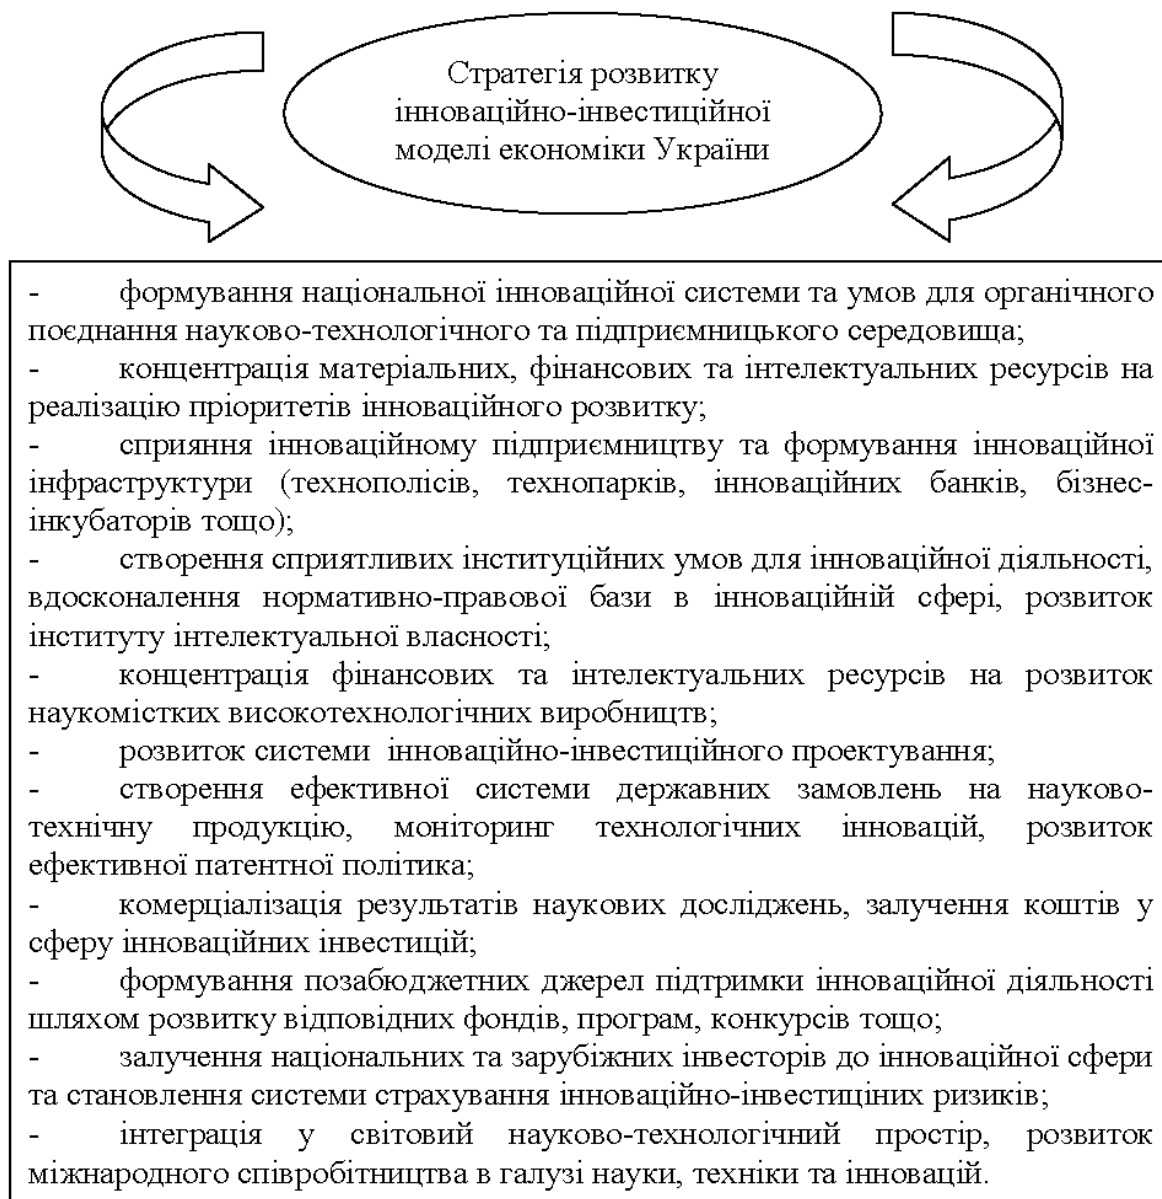 Стратегія розвитку
інноваційно-інвестиційної
моделі економіки України
- формування національної інноваційної системи та умов для органічного
поєднання науково-технологічного та підприємницького середовища;
- концентрація матеріальних, фінансових та інтелектуальних ресурсів на
реалізацію пріоритетів інноваційного розвитку;
- сприяння інноваційному підприємництву та формування інноваційної
інфраструктури (технополісів, технопарків, інноваційних банків, бізнес-
інкубаторів тощо);
- створення сприятливих інституційних умов для інноваційної діяльності,
вдосконалення нормативно-правової бази в інноваційній сфері, розвиток
інституту інтелектуальної власності;
- концентрація фінансових та інтелектуальних ресурсів на розвиток
наукомістких високотехнологічних виробництв;
- розвиток системи інноваційно-інвестиційного проектування;
- створення ефективної системи державних замовлень на науково-
технічну продукцію, моніторинг технологічних інновацій, розвиток
ефективної патентної політика;
- комерціалізація результатів наукових досліджень, залучення коштів у
сферу інноваційних інвестицій;
- формування позабюджетних джерел підтримки інноваційної діяльності
шляхом розвитку відповідних фондів, програм, конкурсів тощо;
- залучення національних та зарубіжних інвесторів до інноваційної сфери
та становлення системи страхування інноваційно-інвестиціних ризиків;
- інтеграція у світовий науково-технологічний простір, розвиток
міжнародного співробітництва в галузі науки, техніки та інновацій.